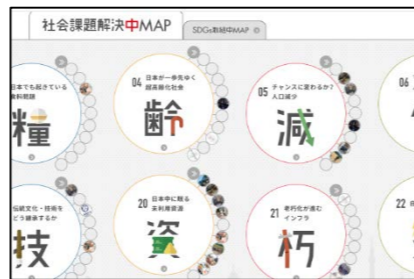 社会課題解決中MAP
SDGs取組中MAP
日本でも起きている
食料問題
糧
04
日本が一歩先ゆく
超高齢化社会
齢
05
チャンスに変わるか?
人口減少
減
06
伝統文化・技術を
どう継承するか
技
20
日本中に眠る
未利用資源
資
21
老朽化が進む
インフラ
朽
22